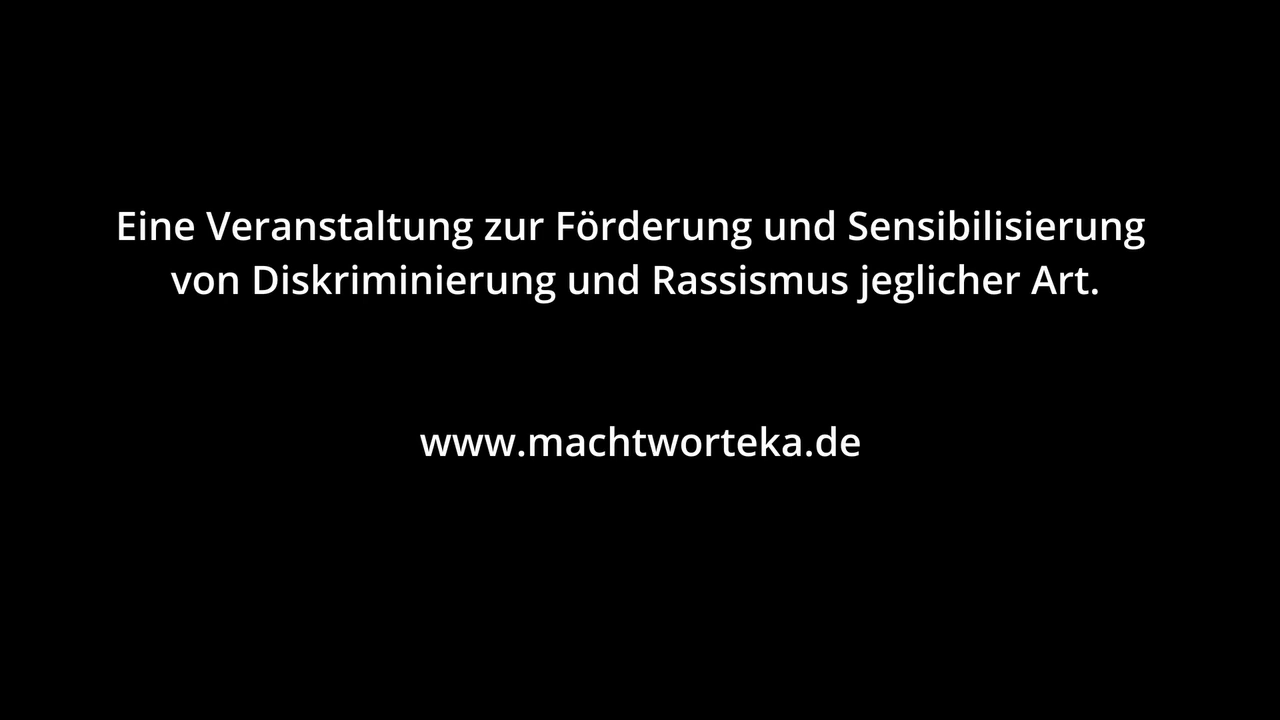 Eine Veranstaltung zur Förderung und Sensibilisierung
von Diskriminierung und Rassismus jeglicher Art.
www.machtworteka.de